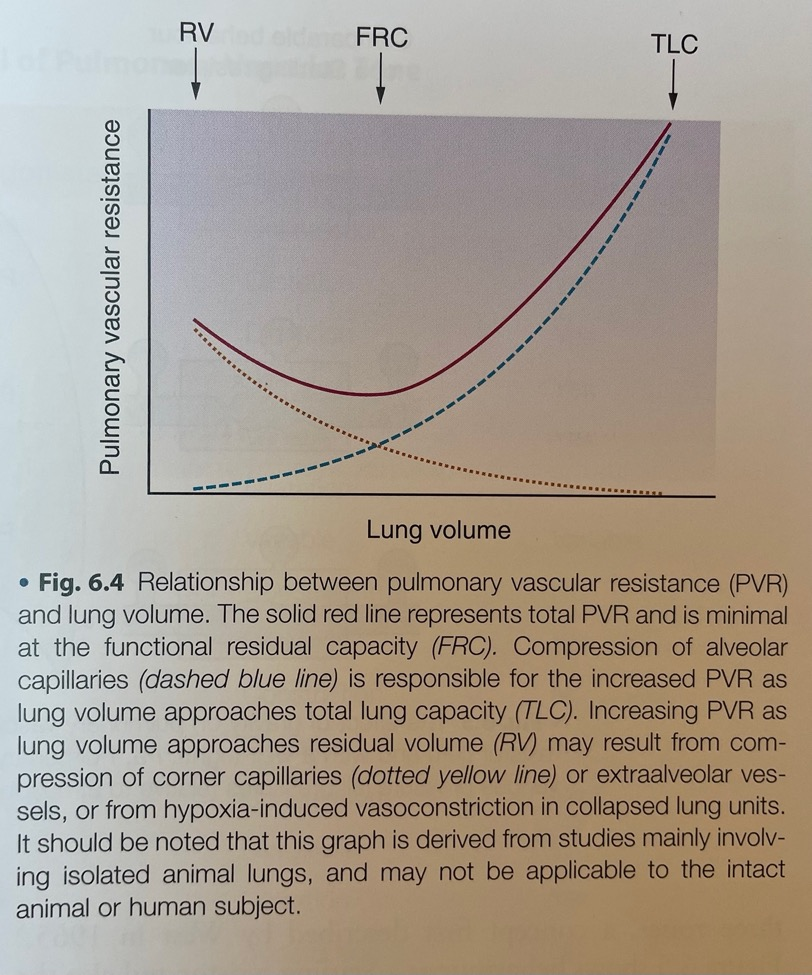 RV
FRC
TLC
Pulmonary vascular resistance
Lung volume
• Fig. 6.4 Relationship between pulmonary vascular resistance (PVR)
and lung volume. The solid red line represents total PVR and is minimal
at the functional residual capacity (FRC). Compression of alveolar
capillaries (dashed blue line) is responsible for the increased PVR as
lung volume approaches total lung capacity (TLC). Increasing PVR as
lung volume approaches residual volume (RV) may result from com-
pression of corner capillaries (dotted yellow line) or extraalveolar ves-
sels, or from hypoxia-induced vasoconstriction in collapsed lung units.
It should be noted that this graph is derived from studies mainly involv-
ing isolated animal lungs, and may not be applicable to the intact
animal or human subject.